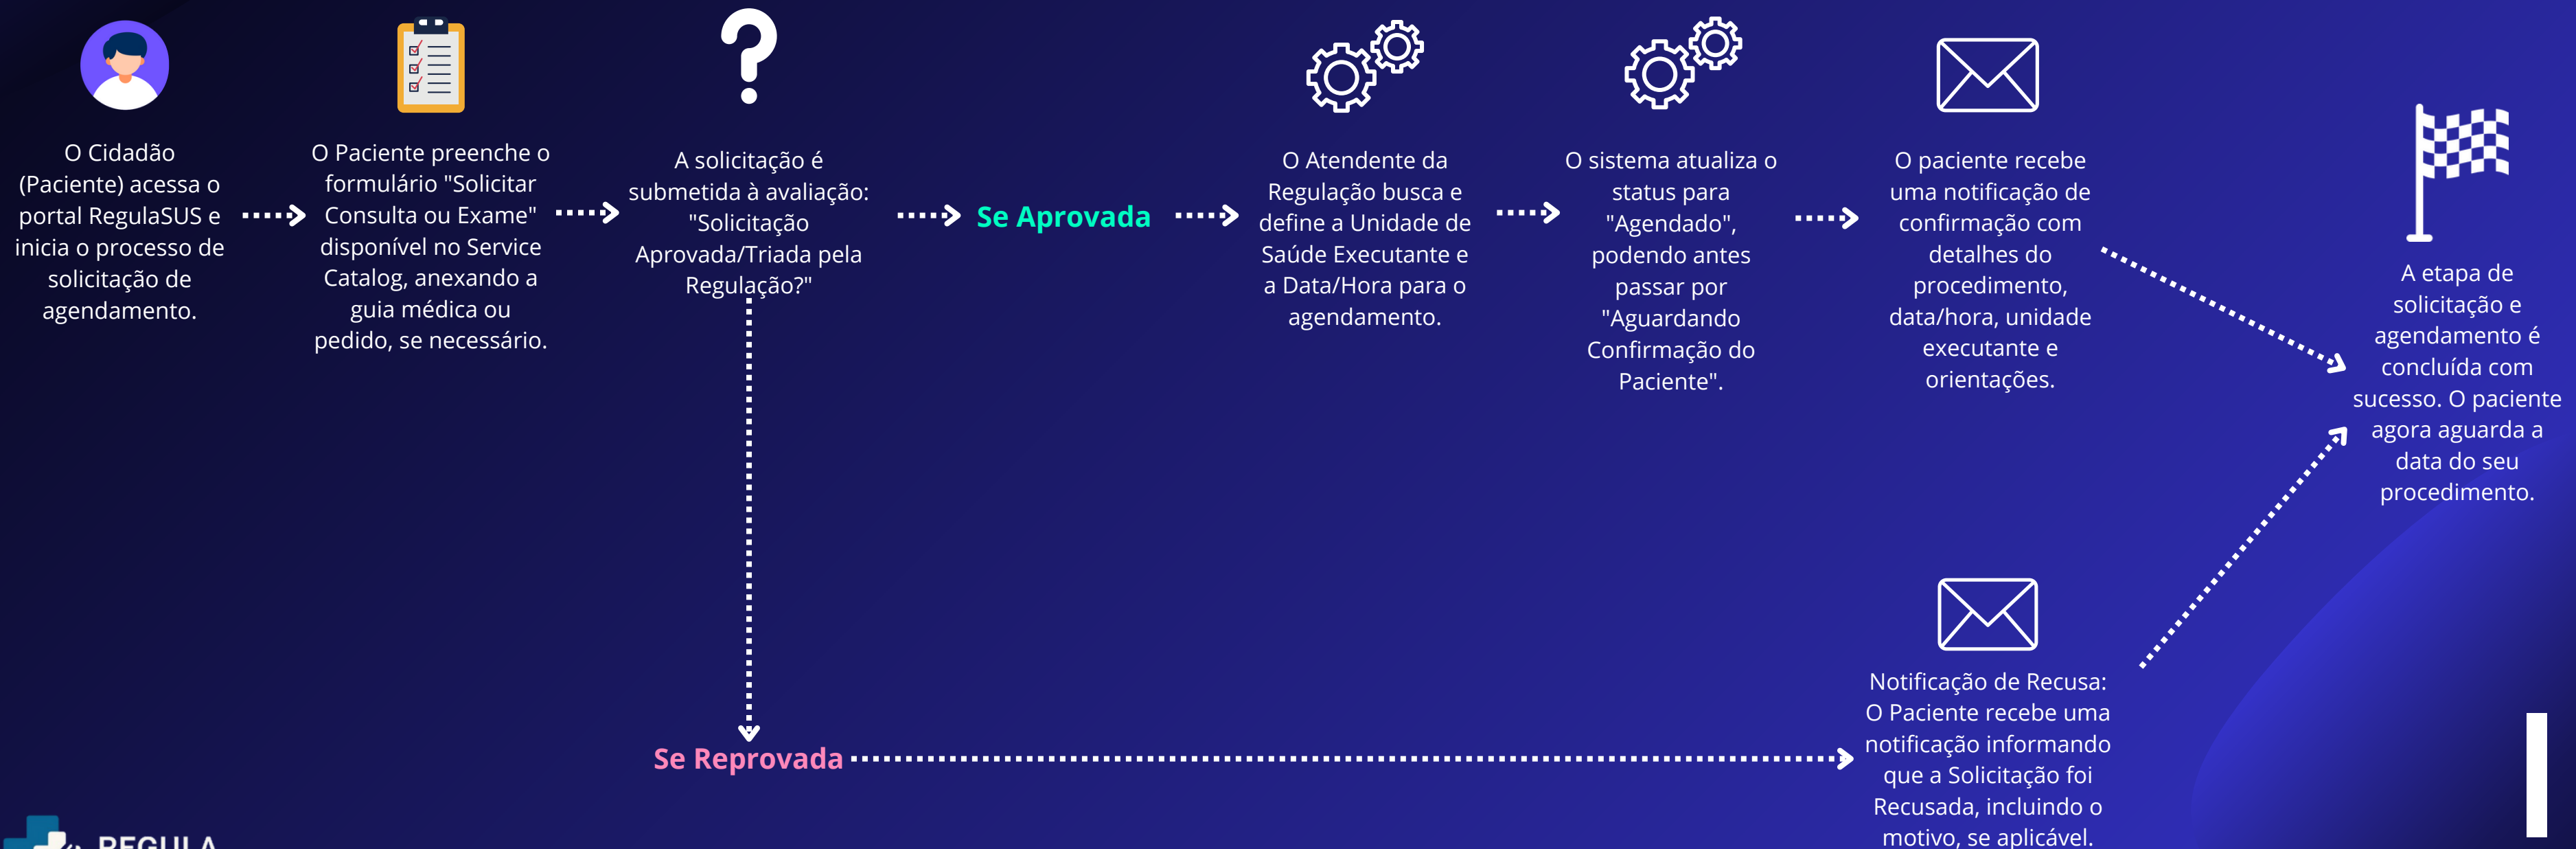 O Cidadão
(Paciente) acessa o
portal RegulaSUS e
inicia o processo de
solicitação de
agendamento.
O Paciente preenche o
formulário "Solicitar
Consulta ou Exame"
disponível no Service
Catalog, anexando a
guia médica ou
pedido, se necessário.
A solicitação é
submetida à avaliação:
"Solicitação
Aprovada/Triada pela
Regulação?"
Se Aprovada
O Atendente da
Regulação busca e
define a Unidade de
Saúde Executante e
a Data/Hora para o
agendamento.
O sistema atualiza o
status para
"Agendado",
podendo antes
passar por
"Aguardando
Confirmação do
Paciente".
O paciente recebe
uma notificação de
confirmação com
detalhes do
procedimento,
data/hora, unidade
executante e
orientações.
A etapa de
solicitação e
agendamento é
concluída com
sucesso. O paciente
agora aguarda a
data do seu
procedimento.
Se Reprovada
Notificação de Recusa:
O Paciente recebe uma
notificação informando
que a Solicitação foi
Recusada, incluindo o
motivo, se aplicável.
REGULA